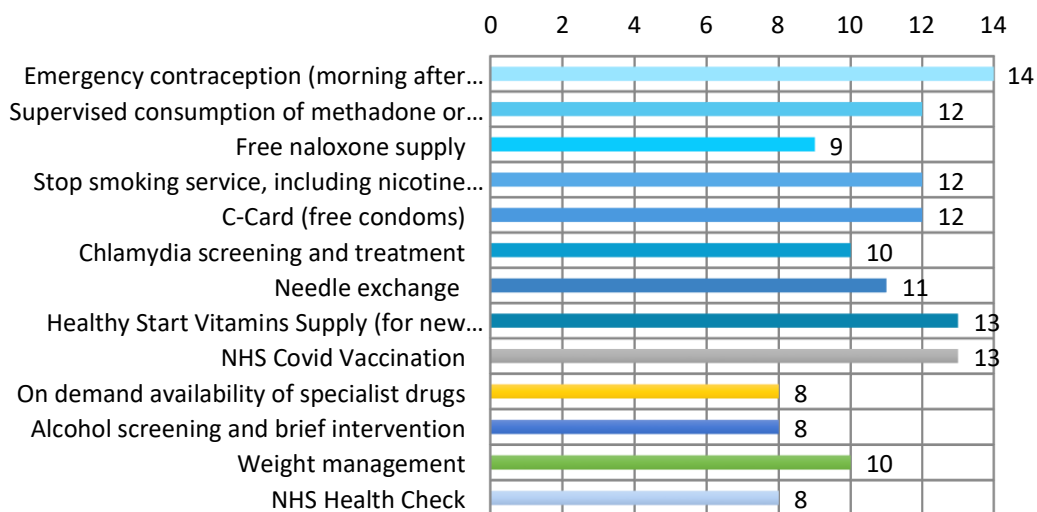 0 2 4 6 8 10 12 14
Emergency contraception (morning after... 14
Supervised consumption of methadone or... 12
Free naloxone supply 9
Stop smoking service, including nicotine... 12
C-Card (free condoms) 12
Chlamydia screening and treatment 10
Needle exchange 11
Healthy Start Vitamins Supply (for new... 13
NHS Covid Vaccination 13
On demand availability of specialist drugs 8
Alcohol screening and brief intervention 8
Weight management 10
NHS Health Check 8